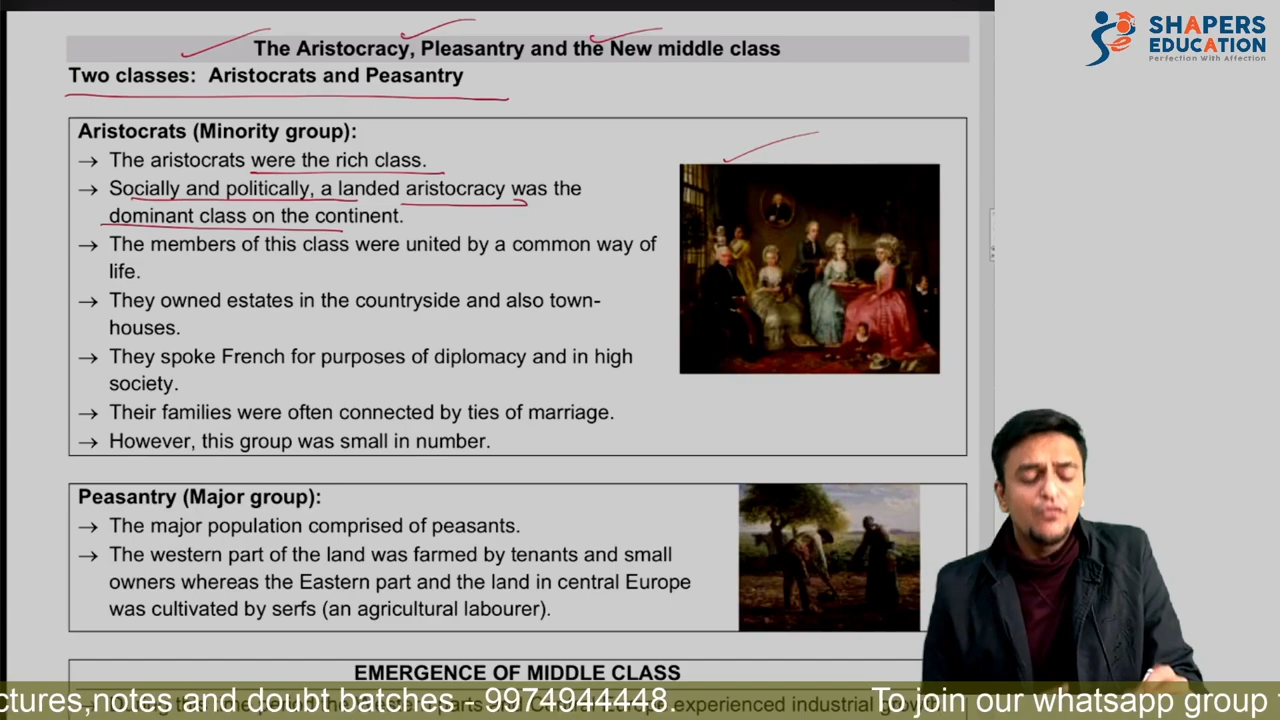 SHAPERS
EDUCATION
Perfection With Affection
The Aristocracy, Pleasantry and the New middle class
Two classes: Aristocrats and Peasantry
Aristocrats (Minority group):
→ The aristocrats were the rich class.
→ Socially and politically, a landed aristocracy was the
dominant class on the continent.
→ The members of this class were united by a common way of
life.
→ They owned estates in the countryside and also town-
houses.
→ They spoke French for purposes of diplomacy and in high
society.
→ Their families were often connected by ties of marriage.
→ However, this group was small in number.
Peasantry (Major group):
→ The major population comprised of peasants.
→ The western part of the land was farmed by tenants and small
owners whereas the Eastern part and the land in central Europe
was cultivated by serfs (an agricultural labourer).
EMERGENCE OF MIDDLE CLASS
experienced industrial
ctures,notes and doubt batches - 9974944448. To join our whatsapp group